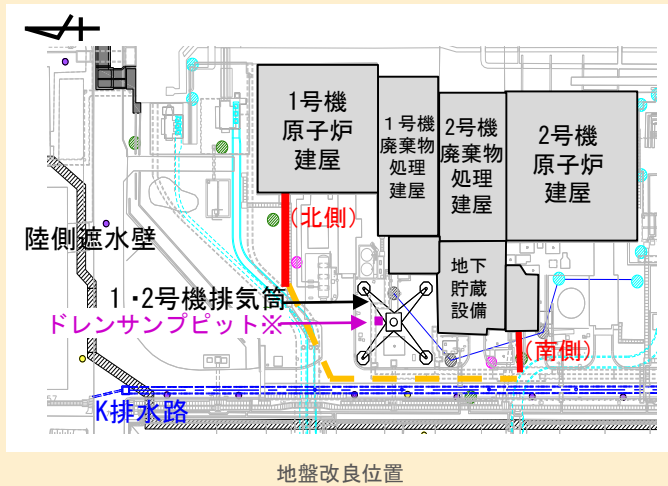 1号機
原子炉
建屋
1号機
廃棄物
処理
建屋
2号機
廃棄物
処理
建屋
2号機
原子炉
建屋
(北側)
陸側遮水壁
地下
貯蔵
設備
1・2号機排気筒
ドレンサンプピット※
(南側)
K排水路
地盤改良位置